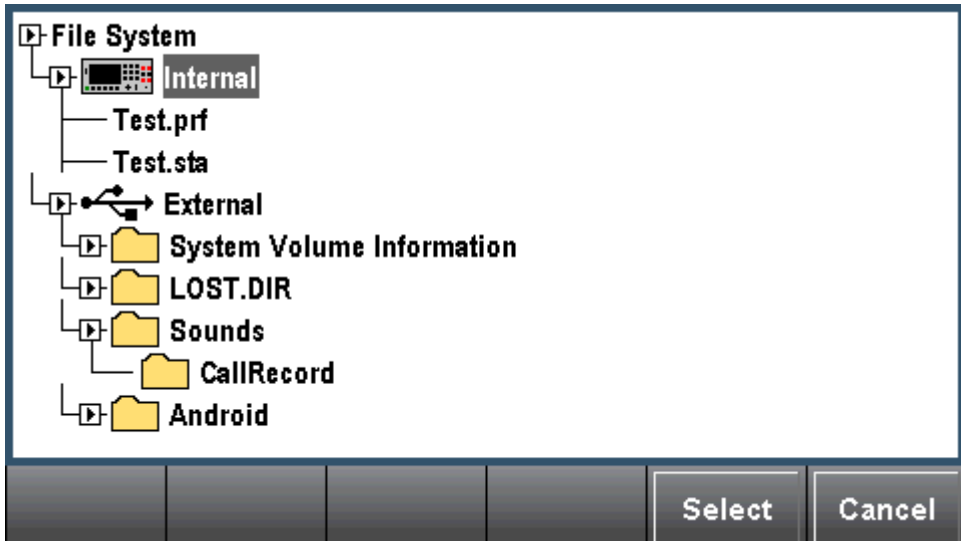 File System
Internal
Test.prf
Test.sta
External
System Volume Information
LOST.DIR
Sounds
CallRecord
Android
Select Cancel